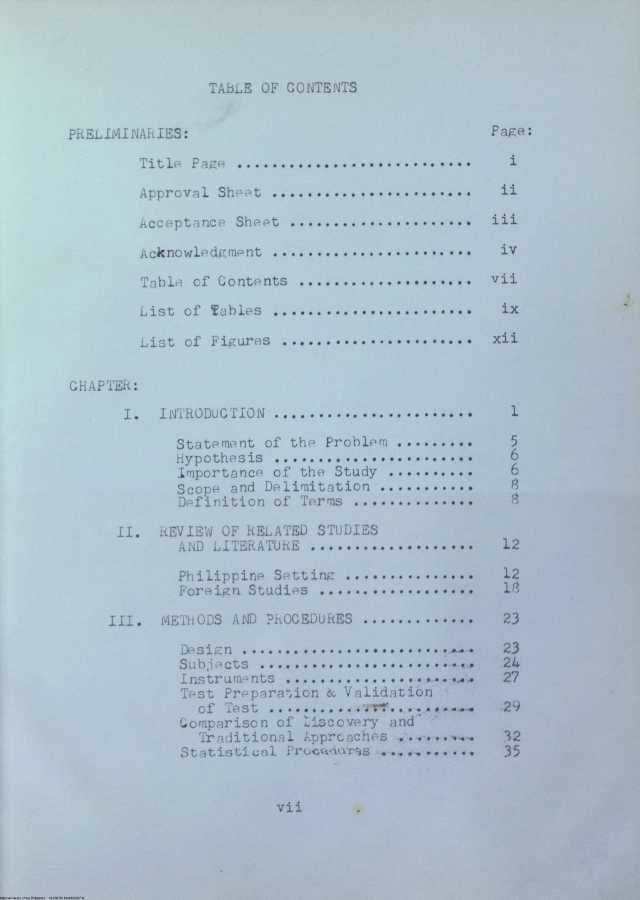 TABLE OF CONTENTS
PRELIMINARIES: Page:
Title Page ........................... i
Approval Sheet ....................... ii
Acceptance Sheet ..................... iii
Acknowledgment ....................... iv
Table of Contents .................... vii
List of Tables ....................... ix
List of Figures ...................... xii
CHAPTER:
I. INTRODUCTION ....................... 1
Statement of the Problem ......... 5
Hypothesis ....................... 6
Importance of the Study .......... 6
Scope and Delimitation ........... 8
Definition of Terms .............. 8
II. REVIEW OF RELATED STUDIES
AND LITERATURE ................... 12
Philippine Setting ............... 12
Foreign Studies .................. 18
III. METHODS AND PROCEDURES ............. 23
Design ........................... 23
Subjects ......................... 24
Instruments ...................... 27
Test Preparation & Validation
of Test ........................ 29
Comparison of Discovery and
Traditional Approaches ......... 32
Statistical Procedures ........... 35
vii